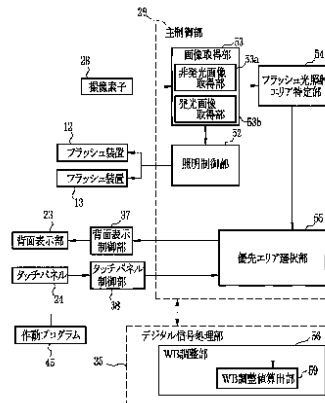 29
主制御部
53
画像取得部
53a
54
非発光画像
取得部
フラッシュ光照射
エリア特定部
28
撮像素子
発光画像
取得部
53b
12
52
フラッシュ装置
照明制御部
フラッシュ装置
13
55
23
37
背面表示部
背面表示
制御部
優先エリア選択部
タッチパネル
タッチパネル
制御部
24
38
作動プログラム
デジタル信号処理部
56
45
35
WB調整部
59
WB調整値算出部